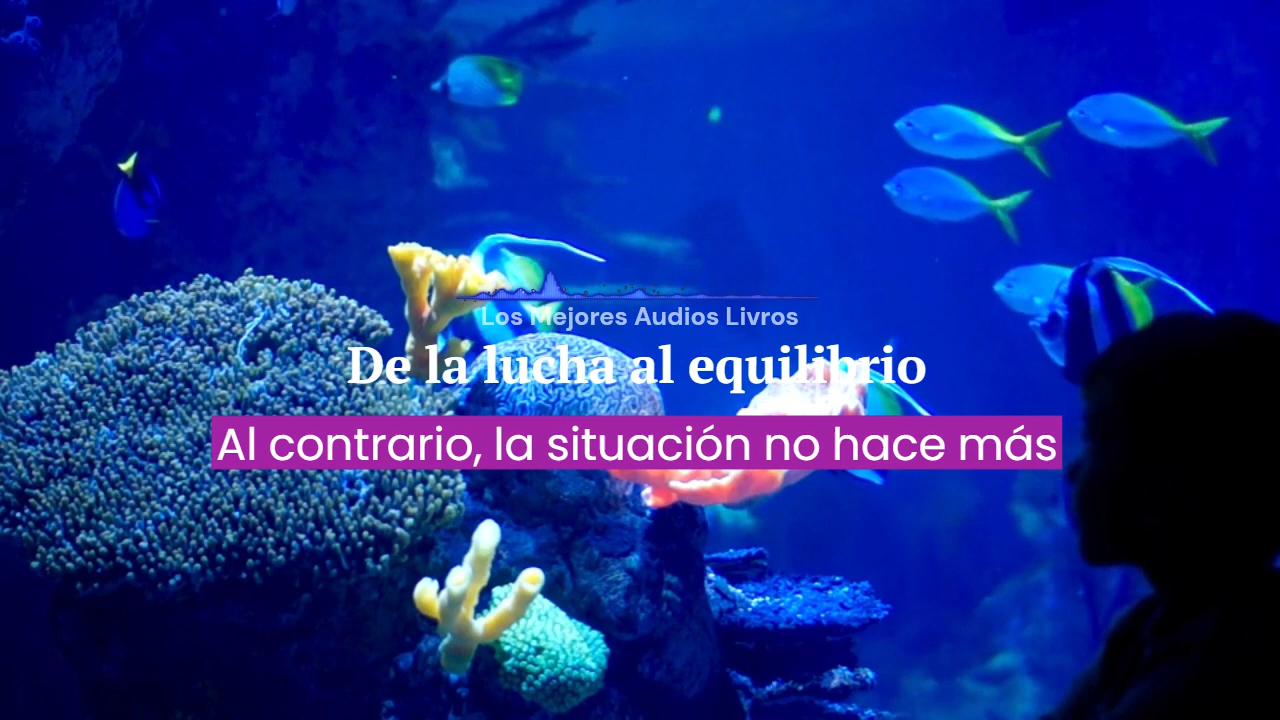 Los Mejores Audios Livros
De la lucha al equilibrio
Al contrario, la situación no hace más